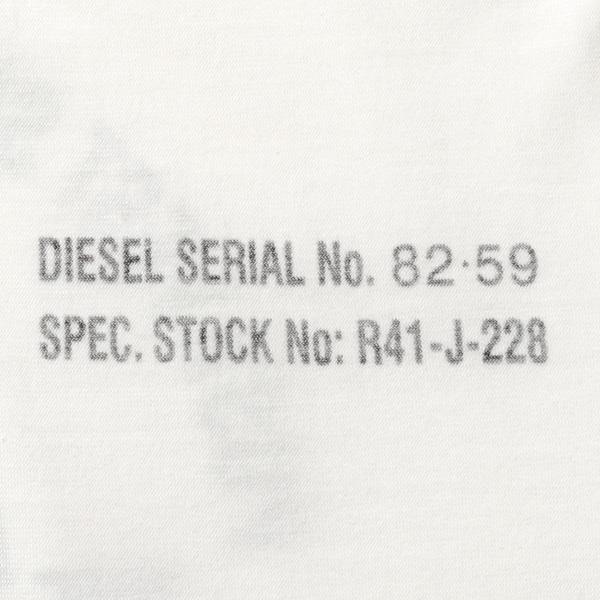 DIESEL SERIAL No. 82·59
SPEC. STOCK No: R41-J-228